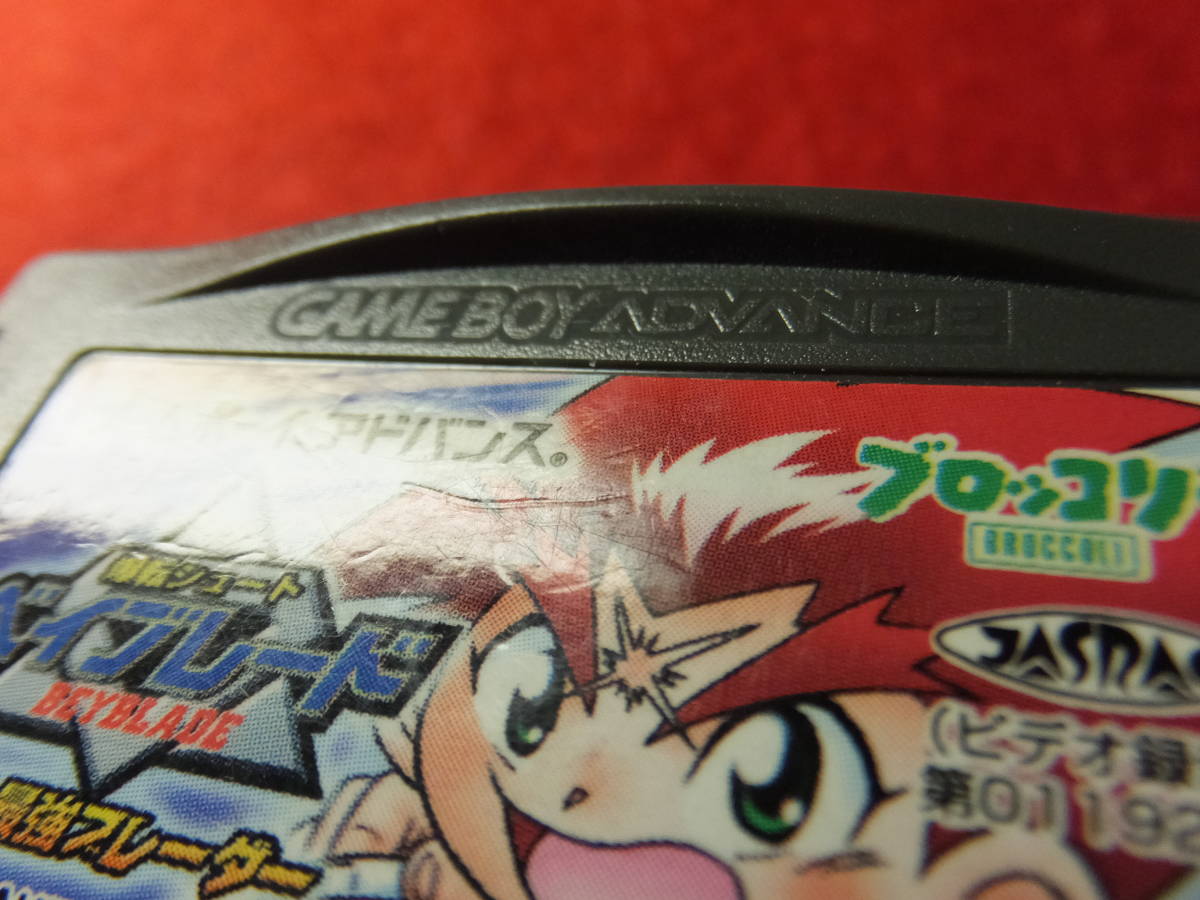 GAME BOY ADVANCE
アドバンス®
ブロッコリ
BROCCOLI
爆転シュート
ベイブレード
BEYBLADE
JASRAC
(ビデオ録
第01192
最強ブレーダー